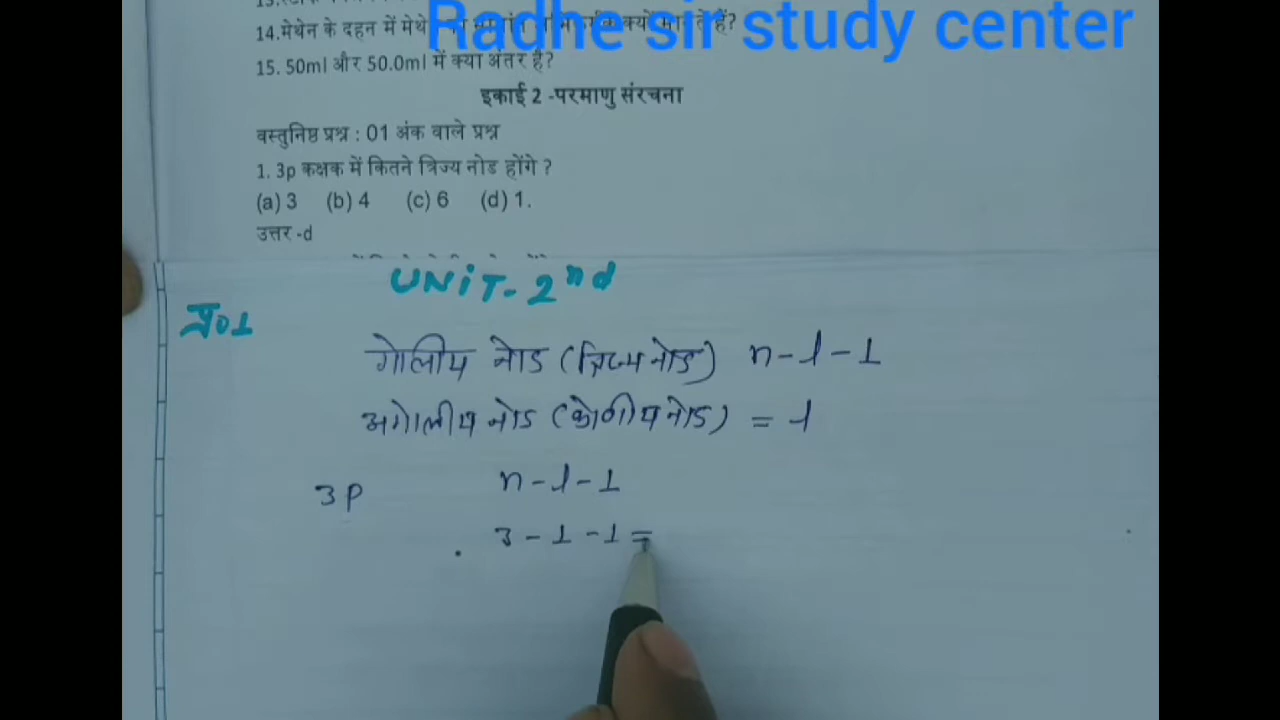 Radhe sir study center
14.मेथेन के दहन में क्यों हैं?
15. 50ml और 50.0ml में क्या अंतर है?
इकाई 2 -परमाणु संरचना
वस्तुनिष्ठ प्रश्न : 01 अंक वाले प्रश्न
1. 3p कक्षक में कितने त्रिज्य नोड होंगे ?
(a) 3 (b) 4 (c) 6 (d) 1.
उत्तर -d
UNiT- 2nd
गोलीय नोड (त्रिज्य नोड) n-l-1
अगोलीय नोड (कोणीय नोड) = l
3p n-l-1
3-1-1=